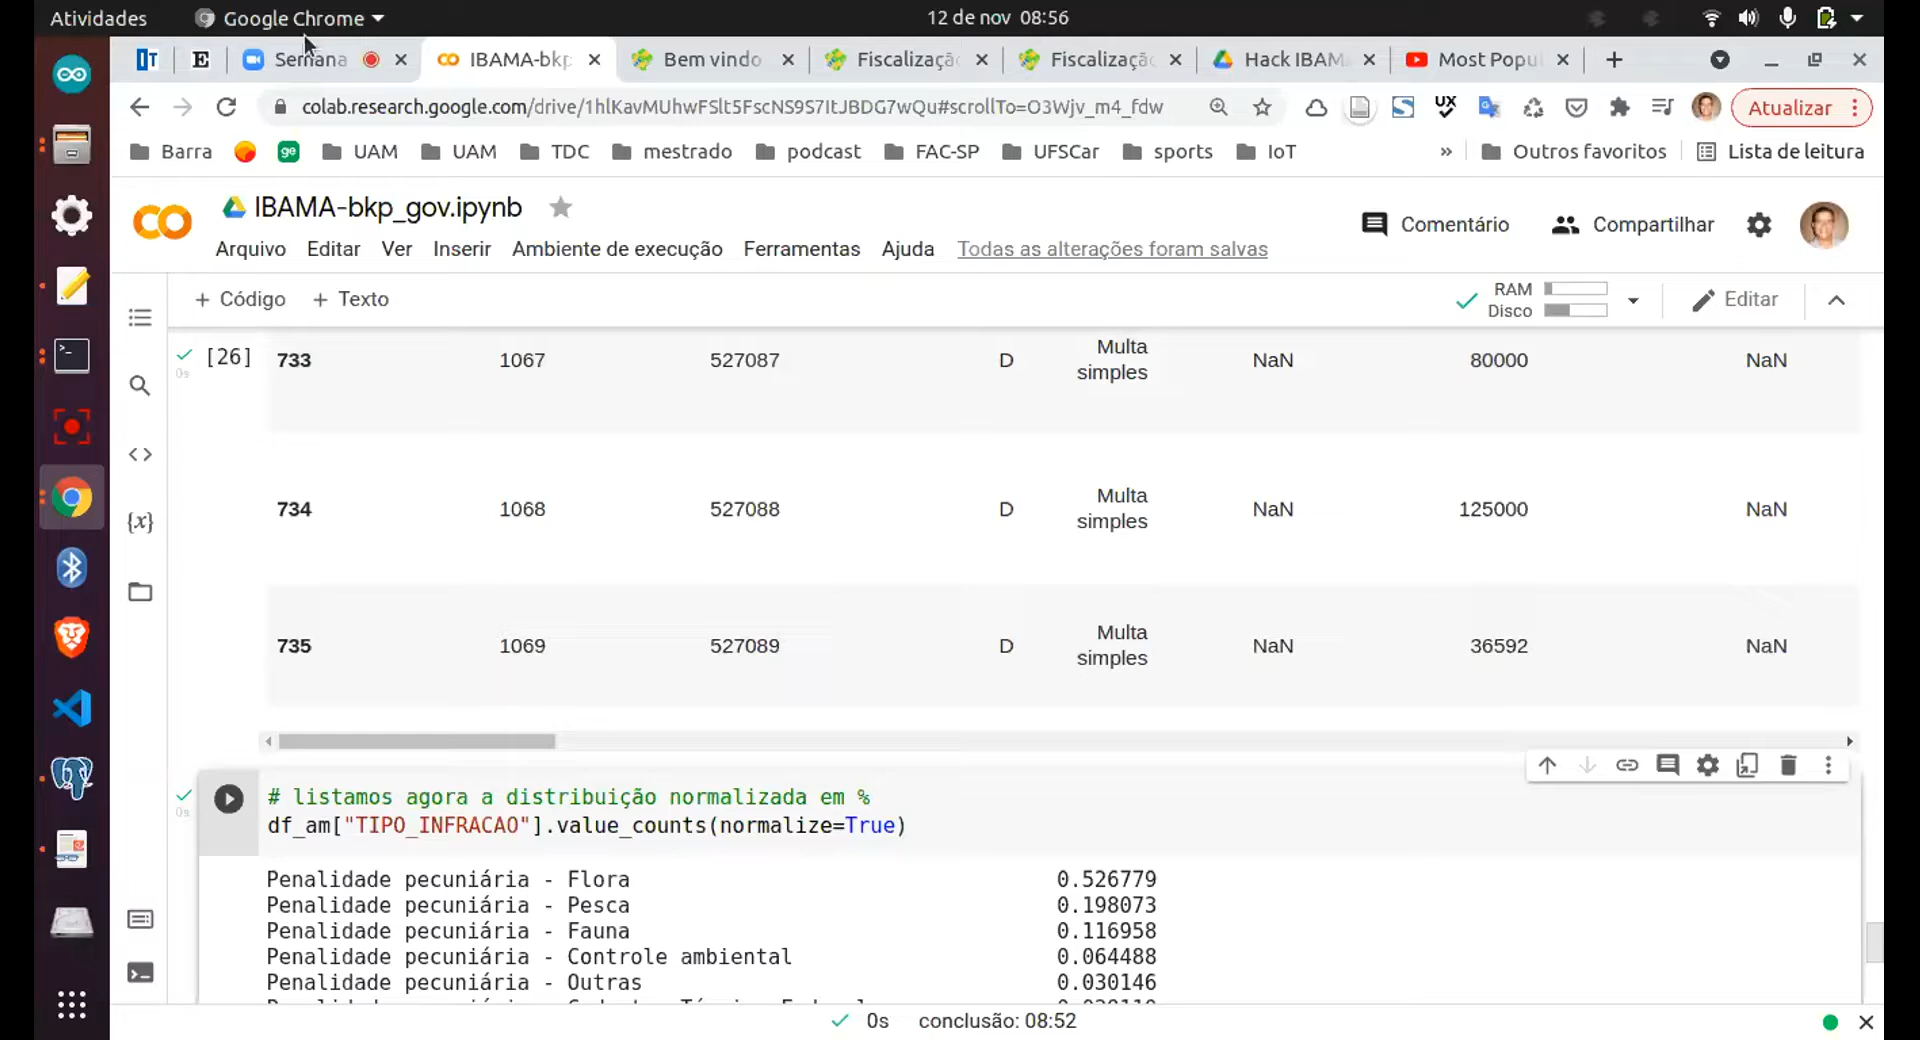 Atividades Google Chrome 12 de nov 08:56
Semana IBAMA-bkp Bem vindo Fiscalizaçã Fiscalizaçã Hack IBAMA Most Popul
colab.research.google.com/drive/1hlKavMUhwFSlt5FscNS9S7ItJBDG7wQu#scrollTo=O3Wjv_m4_fdw UX Atualizar
Barra ge UAM UAM TDC mestrado podcast FAC-SP UFSCar sports IoT » Outros favoritos Lista de leitura
IBAMA-bkp_gov.ipynb
Comentário Compartilhar
Arquivo Editar Ver Inserir Ambiente de execução Ferramentas Ajuda Todas as alterações foram salvas
+ Código + Texto RAM Disco Editar
[26] 733 1067 527087 D Multa simples NaN 80000 NaN
0s
734 1068 527088 D Multa simples NaN 125000 NaN
735 1069 527089 D Multa simples NaN 36592 NaN
# listamos agora a distribuição normalizada em %
0s
df_am["TIPO_INFRACAO"].value_counts(normalize=True)
Penalidade pecuniária - Flora 0.526779
Penalidade pecuniária - Pesca 0.198073
Penalidade pecuniária - Fauna 0.116958
Penalidade pecuniária - Controle ambiental 0.064488
Penalidade pecuniária - Outras 0.030146
0s conclusão: 08:52